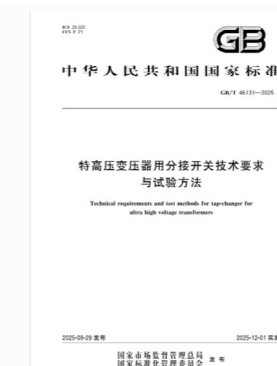 ICS 29.020
GB
中华人民共和国国家标准
GB/T 46131—2025
特高压变压器用分接开关技术要求
与试验方法
Technical requirements and test methods for tap-changer for
ultra high voltage transformers
2025-08-29 发布
2025-12-01 实
国家市场监督管理总局
国家标准化管理委员会
发 布